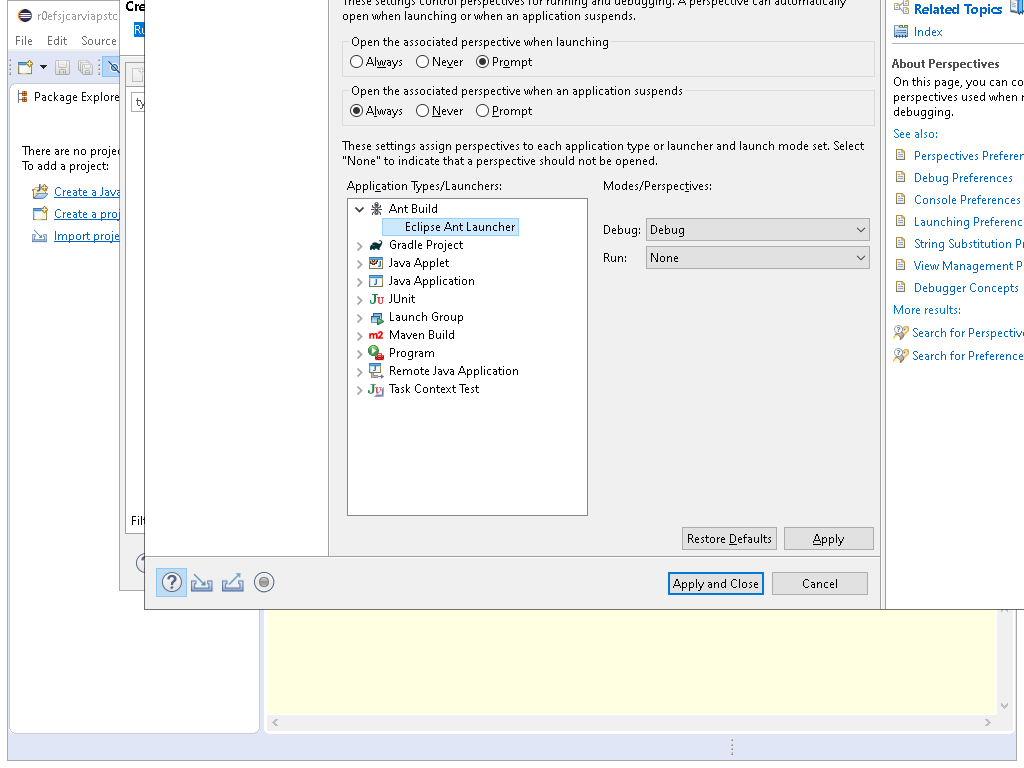 r0efsjcarviapstc
File Edit Source
Package Explore
There are no proje
To add a project:
Create a Java
Create a proj
Import proje
Cre
Ru
ty
Filt
These settings control perspectives for running and debugging. A perspective can automatically
open when launching or when an application suspends.
Open the associated perspective when launching
Always Never Prompt
Open the associated perspective when an application suspends
Always Never Prompt
These settings assign perspectives to each application type or launcher and launch mode set. Select
"None" to indicate that a perspective should not be opened.
Application Types/Launchers:
Ant Build
Eclipse Ant Launcher
Gradle Project
Java Applet
Java Application
JUnit
Launch Group
m2 Maven Build
Program
Remote Java Application
Task Context Test
Modes/Perspectives:
Debug: Debug
Run: None
Restore Defaults Apply
Apply and Close Cancel
Related Topics
Index
About Perspectives
On this page, you can co
perspectives used when r
debugging.
See also:
Perspectives Preferen
Debug Preferences
Console Preferences
Launching Preferenc
String Substitution Pr
View Management P
Debugger Concepts
More results:
Search for Perspective
Search for Preference